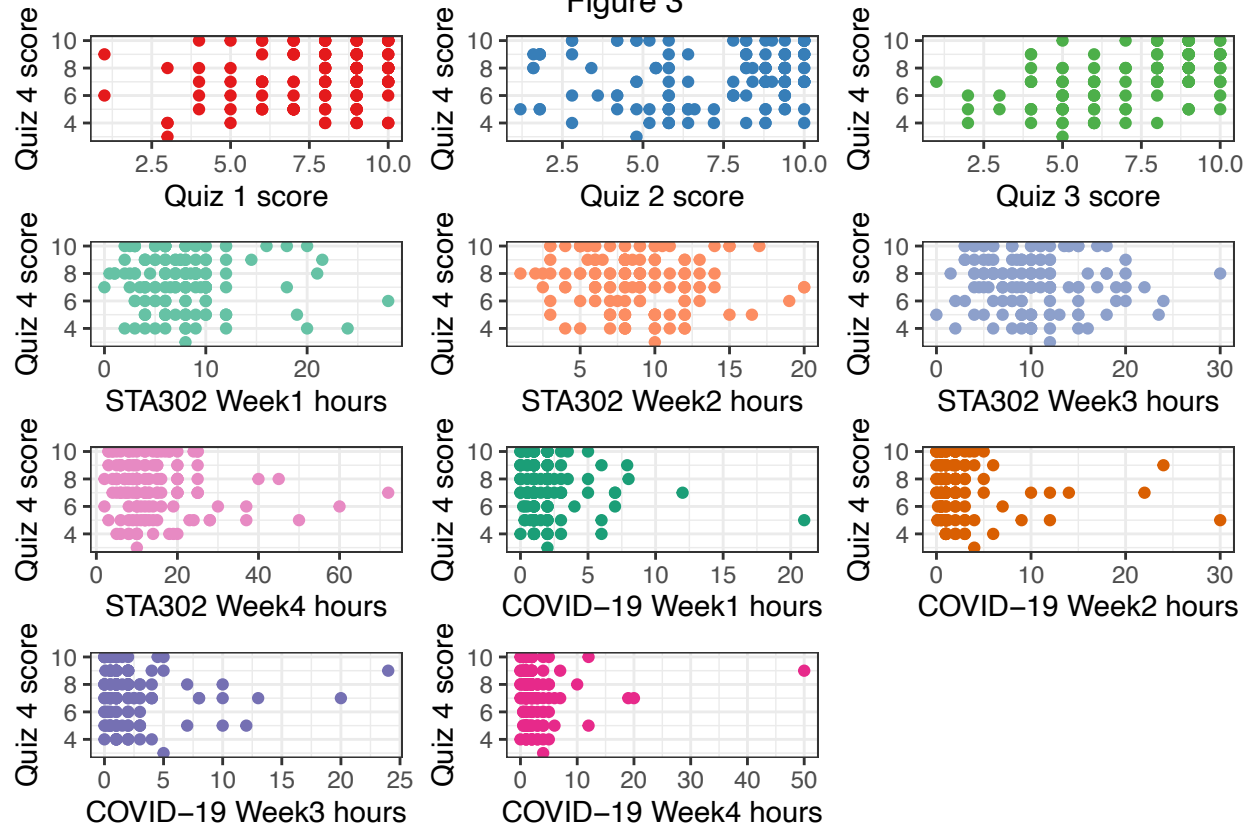 Figure 3
Quiz 4 score
10
8
6
4
2.5 5.0 7.5 10.0
Quiz 1 score
Quiz 4 score
10
8
6
4
2.5 5.0 7.5 10.0
Quiz 2 score
Quiz 4 score
10
8
6
4
2.5 5.0 7.5 10.0
Quiz 3 score
Quiz 4 score
10
8
6
4
0 10 20
STA302 Week1 hours
Quiz 4 score
10
8
6
4
5 10 15 20
STA302 Week2 hours
Quiz 4 score
10
8
6
4
0 10 20 30
STA302 Week3 hours
Quiz 4 score
10
8
6
4
0 20 40 60
STA302 Week4 hours
Quiz 4 score
10
8
6
4
0 5 10 15 20
COVID−19 Week1 hours
Quiz 4 score
10
8
6
4
0 10 20 30
COVID−19 Week2 hours
Quiz 4 score
10
8
6
4
0 5 10 15 20 25
COVID−19 Week3 hours
Quiz 4 score
10
8
6
4
0 10 20 30 40 50
COVID−19 Week4 hours